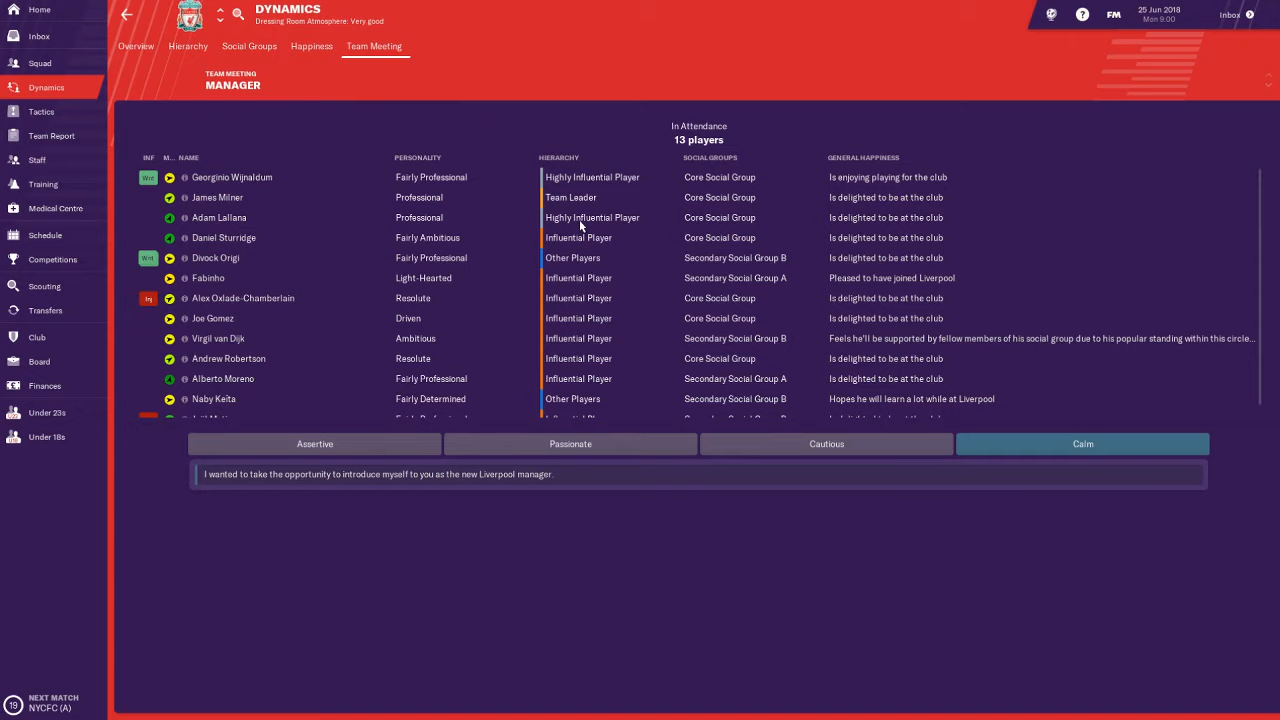 Home
Inbox
Squad
Dynamics
Tactics
Team Report
Staff
Training
Medical Centre
Schedule
Competitions
Scouting
Transfers
Club
Board
Finances
Under 23s
Under 18s
19
NEXT MATCH
NYCFC (A)
DYNAMICS
Dressing Room Atmosphere: Very good
? FM 25 Jun 2018
Mon 9:00
Inbox
Overview Hierarchy Social Groups Happiness Team Meeting
TEAM MEETING
MANAGER
In Attendance
13 players
INF M... NAME PERSONALITY HIERARCHY SOCIAL GROUPS GENERAL HAPPINESS
Wnt Georginio Wijnaldum Fairly Professional Highly Influential Player Core Social Group Is enjoying playing for the club
James Milner Professional Team Leader Core Social Group Is delighted to be at the club
Adam Lallana Professional Highly Influential Player Core Social Group Is delighted to be at the club
Daniel Sturridge Fairly Ambitious Influential Player Core Social Group Is delighted to be at the club
Wnt Divock Origi Fairly Professional Other Players Secondary Social Group B Is delighted to be at the club
Fabinho Light-Hearted Influential Player Secondary Social Group A Pleased to have joined Liverpool
Inj Alex Oxlade-Chamberlain Resolute Influential Player Core Social Group Is delighted to be at the club
Joe Gomez Driven Influential Player Core Social Group Is delighted to be at the club
Virgil van Dijk Ambitious Influential Player Secondary Social Group B Feels he'll be supported by fellow members of his social group due to his popular standing within this circle...
Andrew Robertson Resolute Influential Player Core Social Group Is delighted to be at the club
Alberto Moreno Fairly Professional Influential Player Secondary Social Group A Is delighted to be at the club
Naby Keïta Fairly Determined Other Players Secondary Social Group B Hopes he will learn a lot while at Liverpool
Assertive Passionate Cautious Calm
I wanted to take the opportunity to introduce myself to you as the new Liverpool manager.